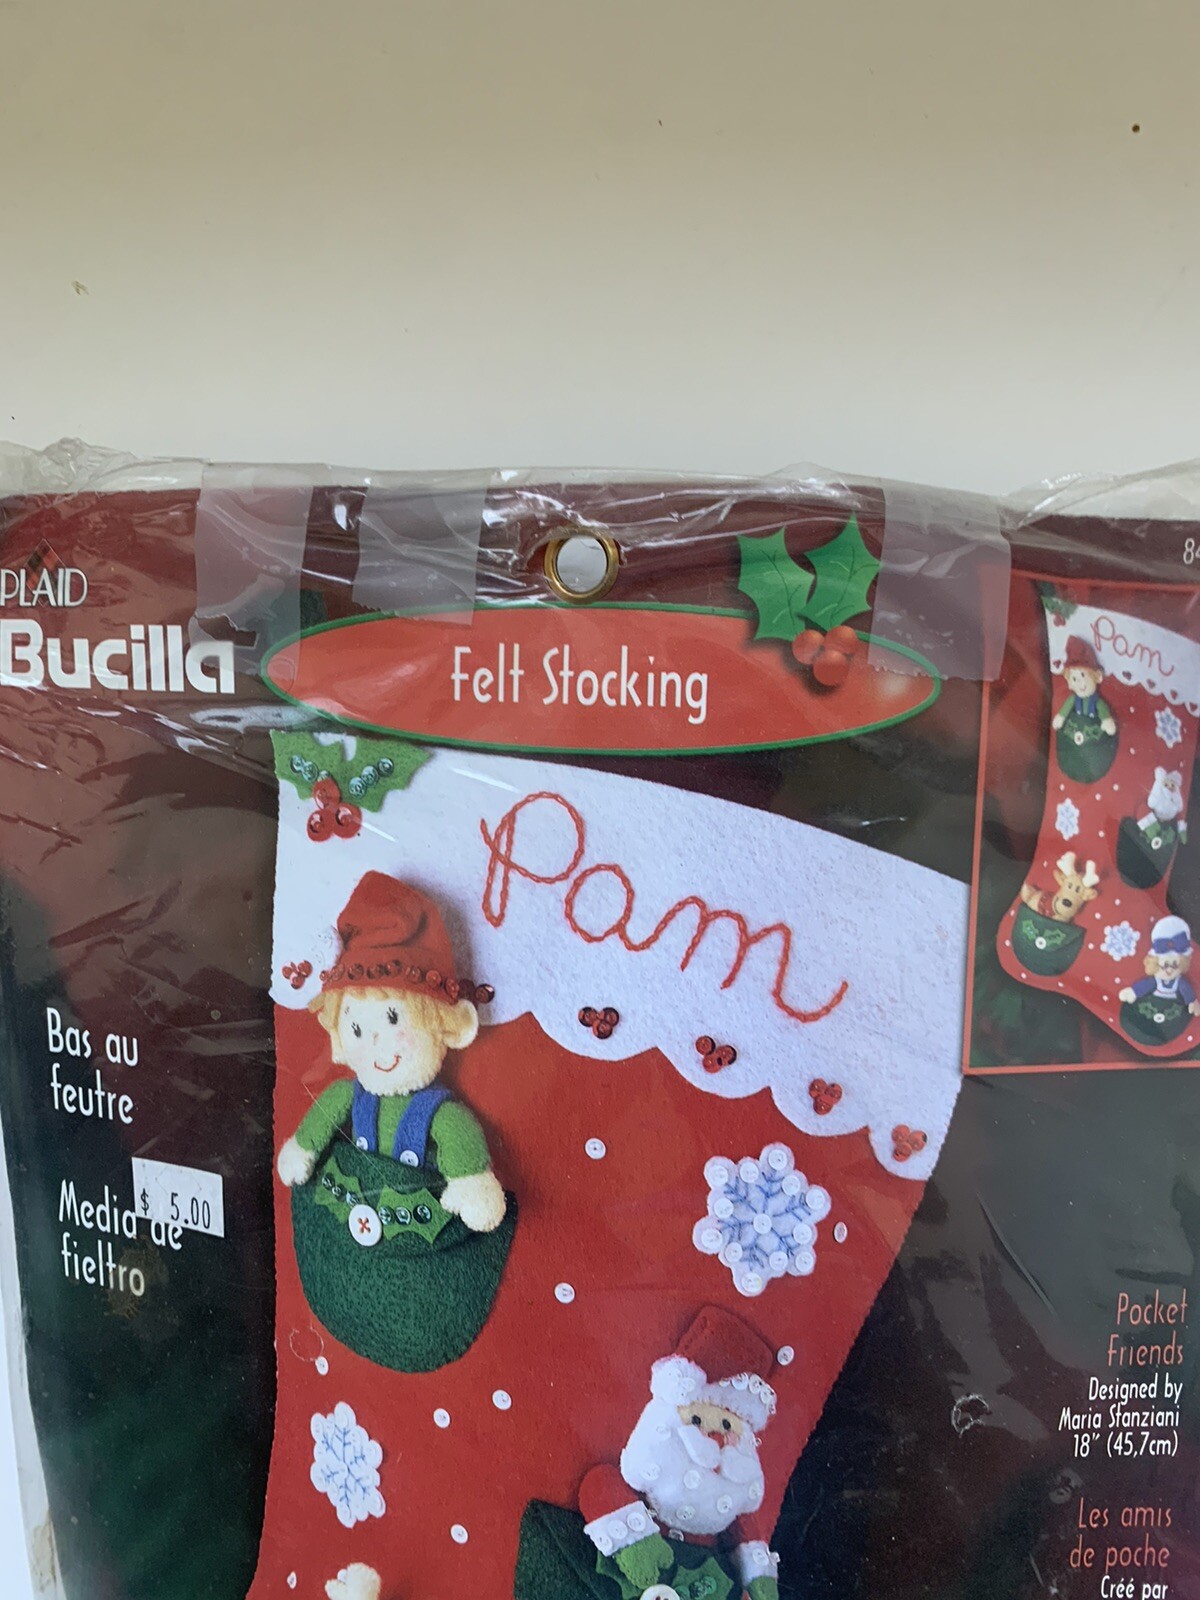 PLAID
Bucilla
Felt Stocking
Pam
Pam
Bas au
feutre
$ 5.00
Media de
fieltro
Pocket
Friends
Designed by
Maria Stanziani
18" (45,7cm)
Les amis
de poche
Créé par